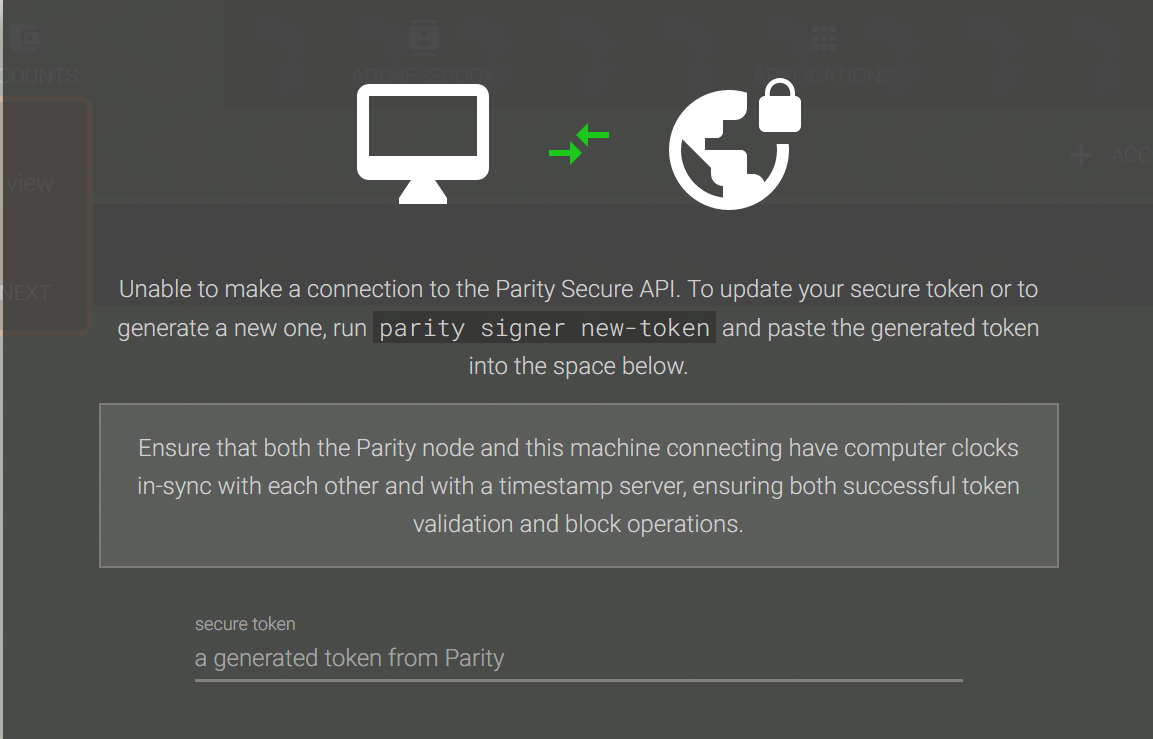 COUNTS ADDRESSBOOK APPLICATIONS
view
ACC
NEXT
Unable to make a connection to the Parity Secure API. To update your secure token or to
generate a new one, run parity signer new-token and paste the generated token
into the space below.
Ensure that both the Parity node and this machine connecting have computer clocks
in-sync with each other and with a timestamp server, ensuring both successful token
validation and block operations.
secure token
a generated token from Parity